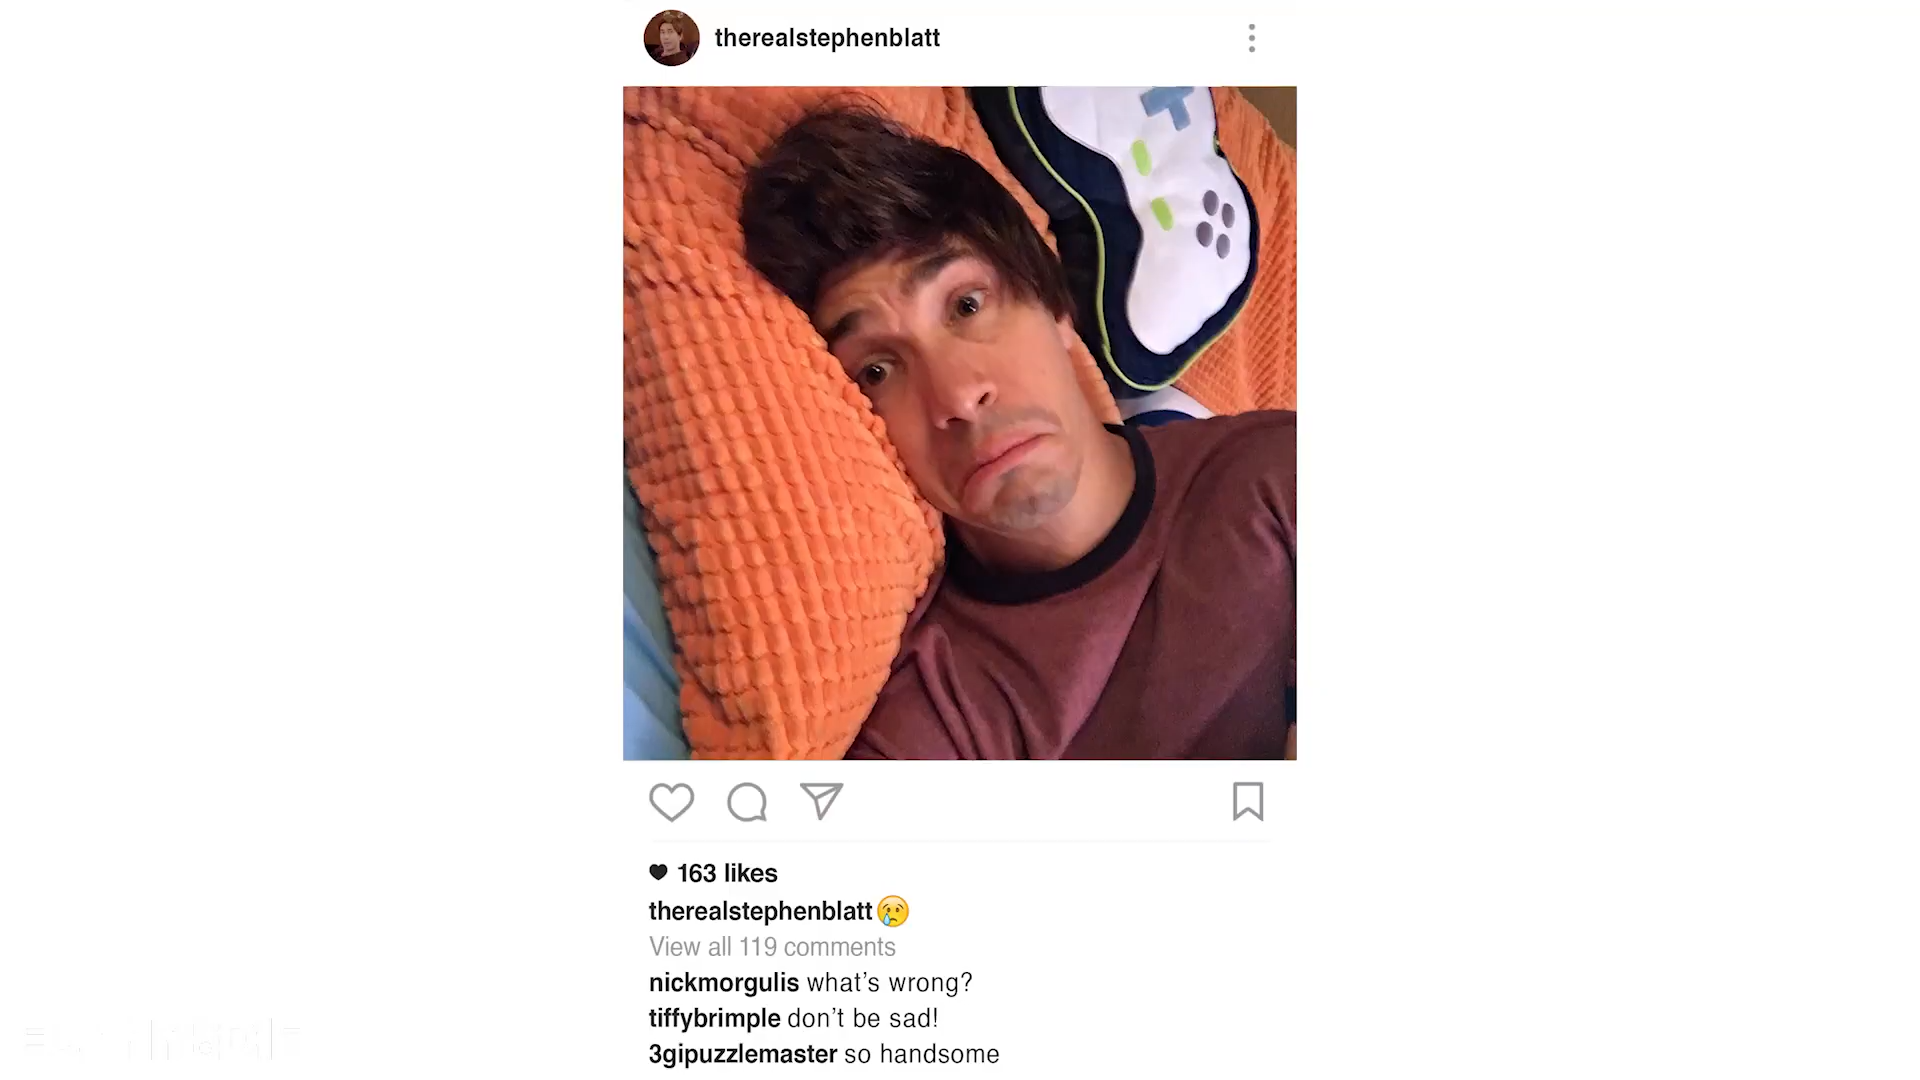 therealstephenblatt
163 likes
therealstephenblatt😢
View all 119 comments
nickmorgulis what's wrong?
tiffybrimple don't be sad!
3gipuzzlemaster so handsome